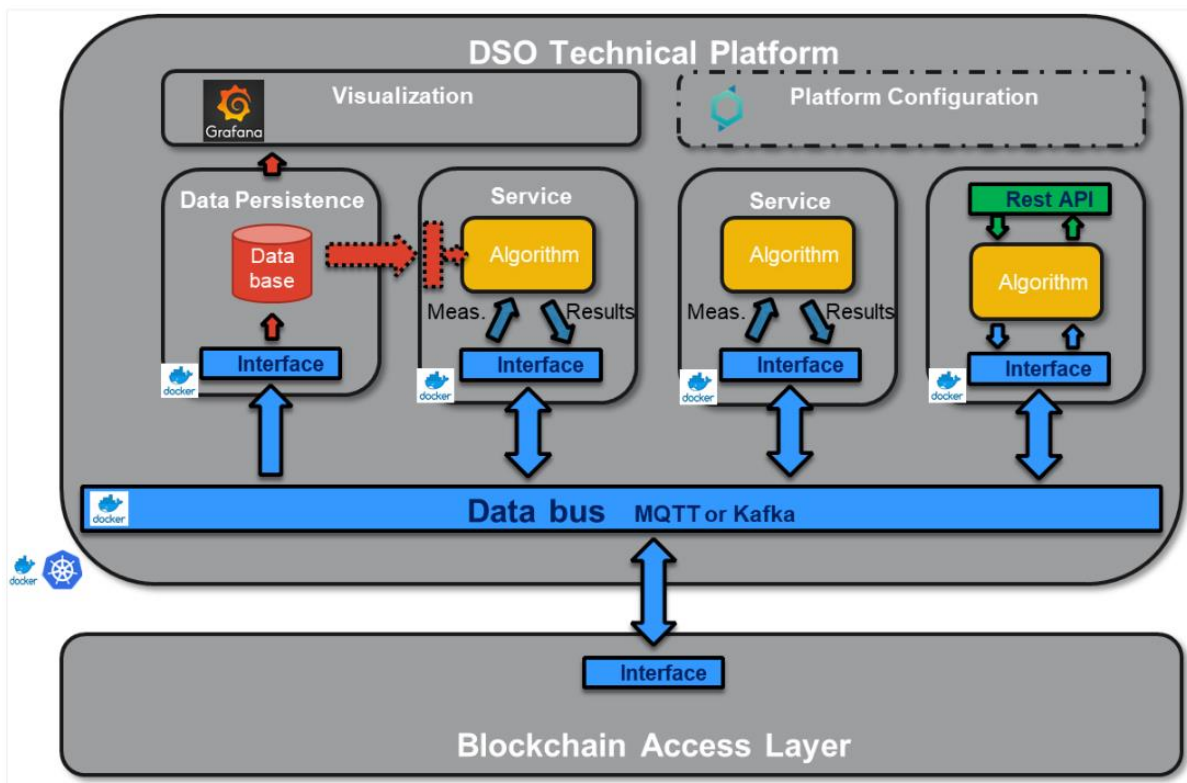 DSO Technical Platform
Visualization
Grafana
Platform Configuration
Data Persistence
Data
base
Interface
docker
Service
Algorithm
Meas.
Results
Interface
docker
Service
Algorithm
Meas.
Results
Interface
docker
Rest API
Algorithm
Interface
docker
docker
Data bus MQTT or Kafka
docker
Interface
Blockchain Access Layer